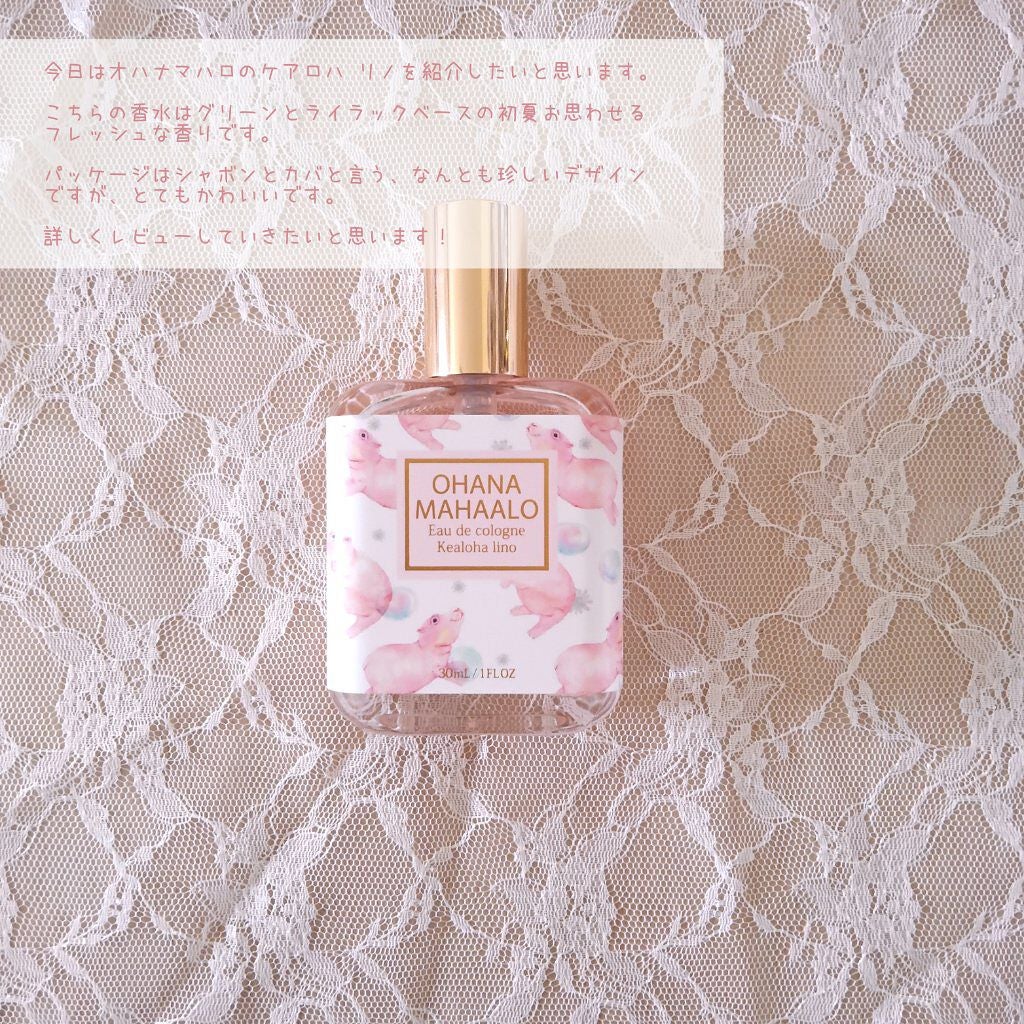 今日はオハナマハロのケアロハ リノを紹介したいと思います。
こちらの香水はグリーンとライラックベースの初夏お思わせる
フレッシュな香りです。
パッケージはシャボンとカバと言う、なんとも珍しいデザイン
ですが、とてもかわいいです。
詳しくレビューしていきたいと思います！
OHANA
MAHAALO
Eau de cologne
Kealoha lino
30mL/1FLOZ